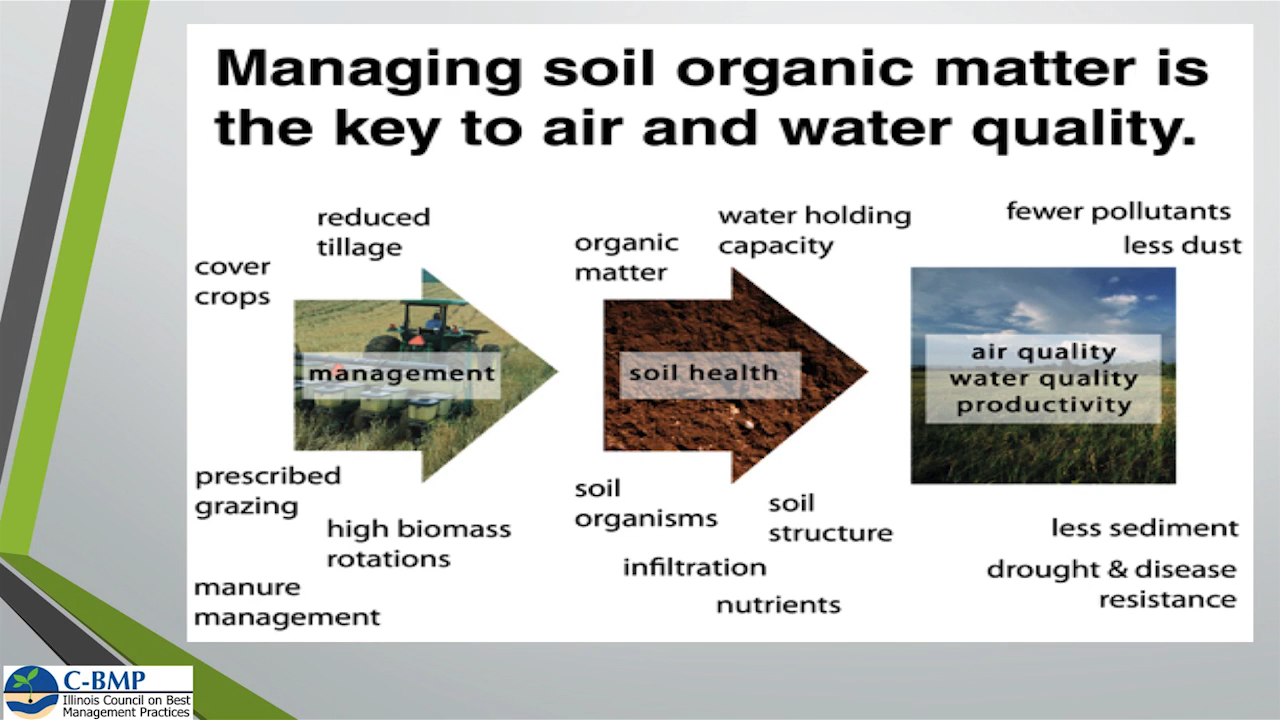 Managing soil organic matter is
the key to air and water quality.
reduced
tillage
cover
crops
management
prescribed
grazing
high biomass
rotations
manure
management
organic
matter
water holding
capacity
soil health
soil
organisms
soil
structure
infiltration
nutrients
fewer pollutants
less dust
air quality
water quality
productivity
less sediment
drought & disease
resistance
C-BMP
Illinois Council on Best
Management Practices